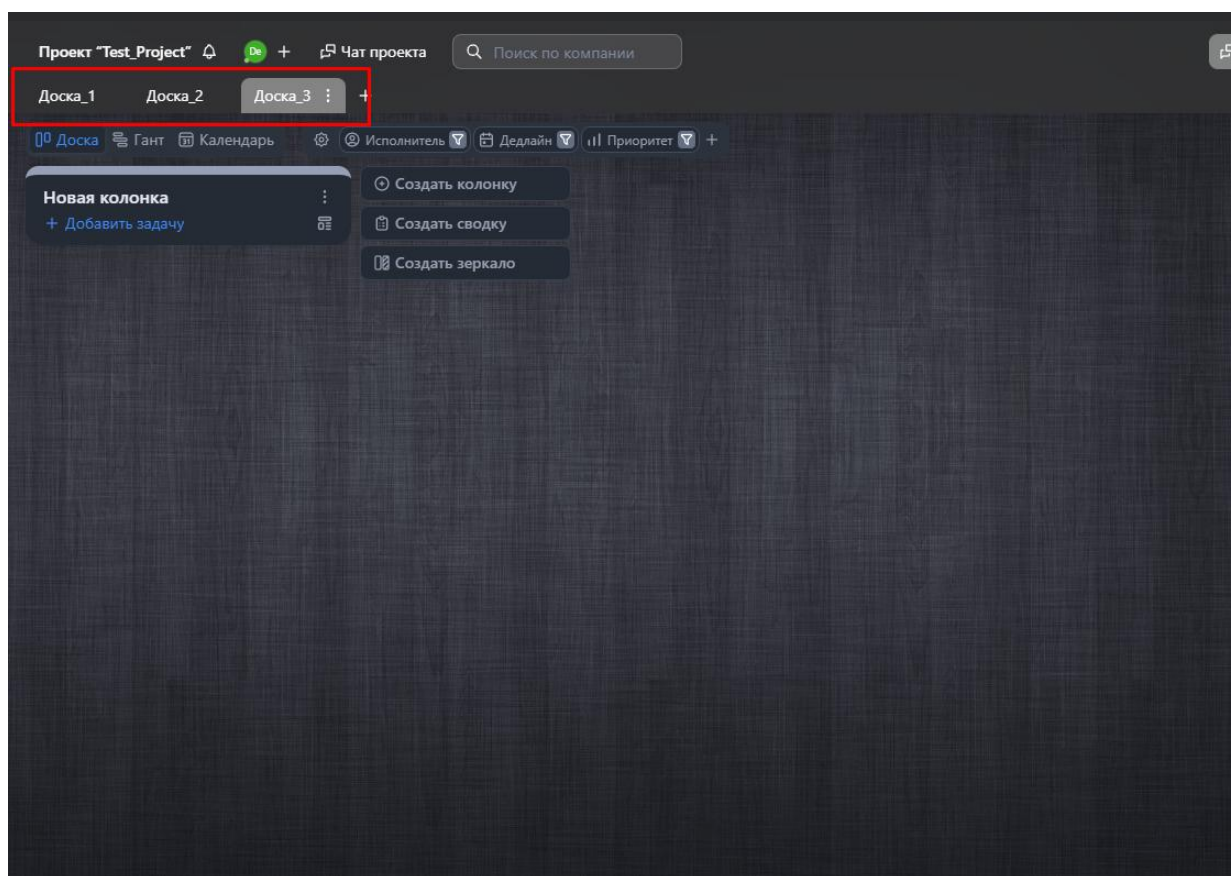 Проект "Test_Project" De + Чат проекта Поиск по компании
Доска_1 Доска_2 Доска_3 +
Доска Гант Календарь Исполнитель Дедлайн Приоритет +
Новая колонка
+ Добавить задачу
Создать колонку
Создать сводку
Создать зеркало